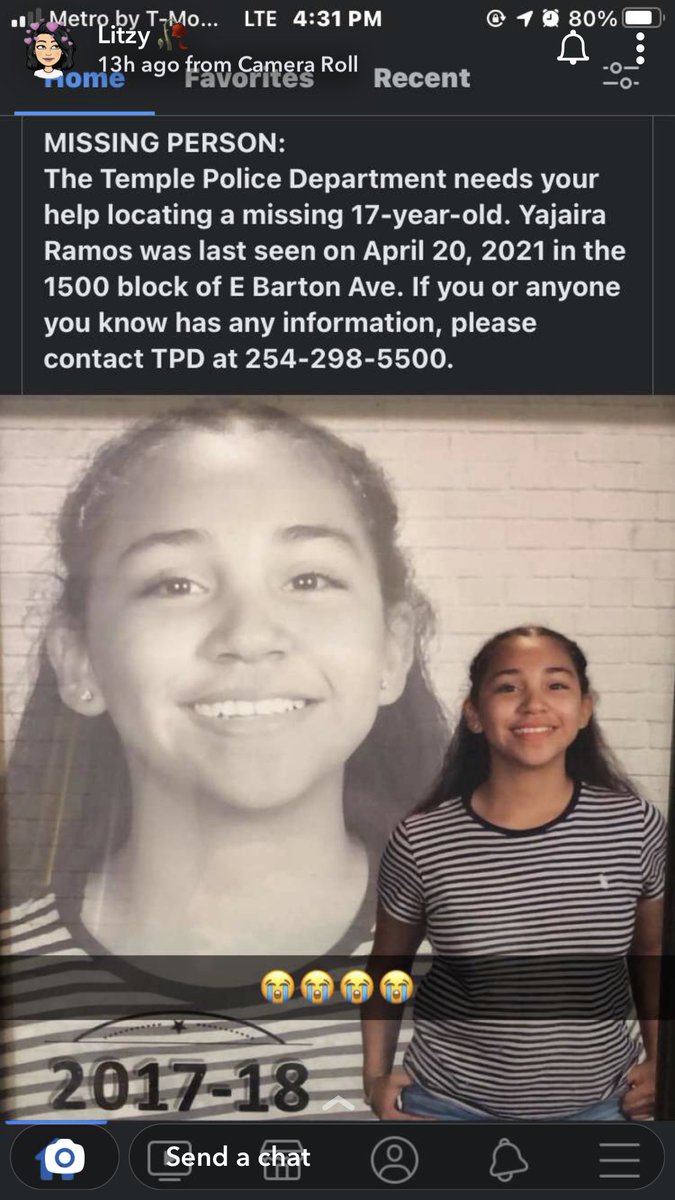 Metro by T-Mo... LTE 4:31 PM 80%
Litzy
13h ago from Camera Roll
Home Favorites Recent
MISSING PERSON:
The Temple Police Department needs your
help locating a missing 17-year-old. Yajaira
Ramos was last seen on April 20, 2021 in the
1500 block of E Barton Ave. If you or anyone
you know has any information, please
contact TPD at 254-298-5500.
😭😭😭😭
2017-18
Send a chat